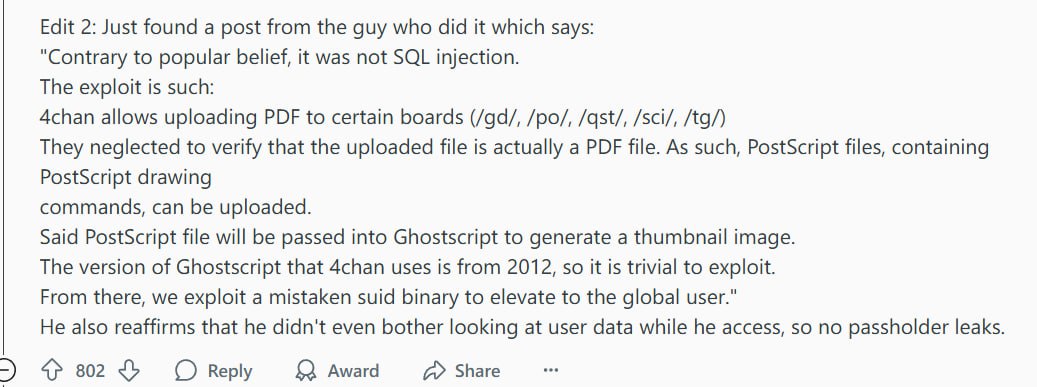 Edit 2: Just found a post from the guy who did it which says:
"Contrary to popular belief, it was not SQL injection.
The exploit is such:
4chan allows uploading PDF to certain boards (/gd/, /po/, /qst/, /sci/, /tg/)
They neglected to verify that the uploaded file is actually a PDF file. As such, PostScript files, containing
PostScript drawing
commands, can be uploaded.
Said PostScript file will be passed into Ghostscript to generate a thumbnail image.
The version of Ghostscript that 4chan uses is from 2012, so it is trivial to exploit.
From there, we exploit a mistaken suid binary to elevate to the global user."
He also reaffirms that he didn't even bother looking at user data while he access, so no passholder leaks.
802 Reply Award Share ...